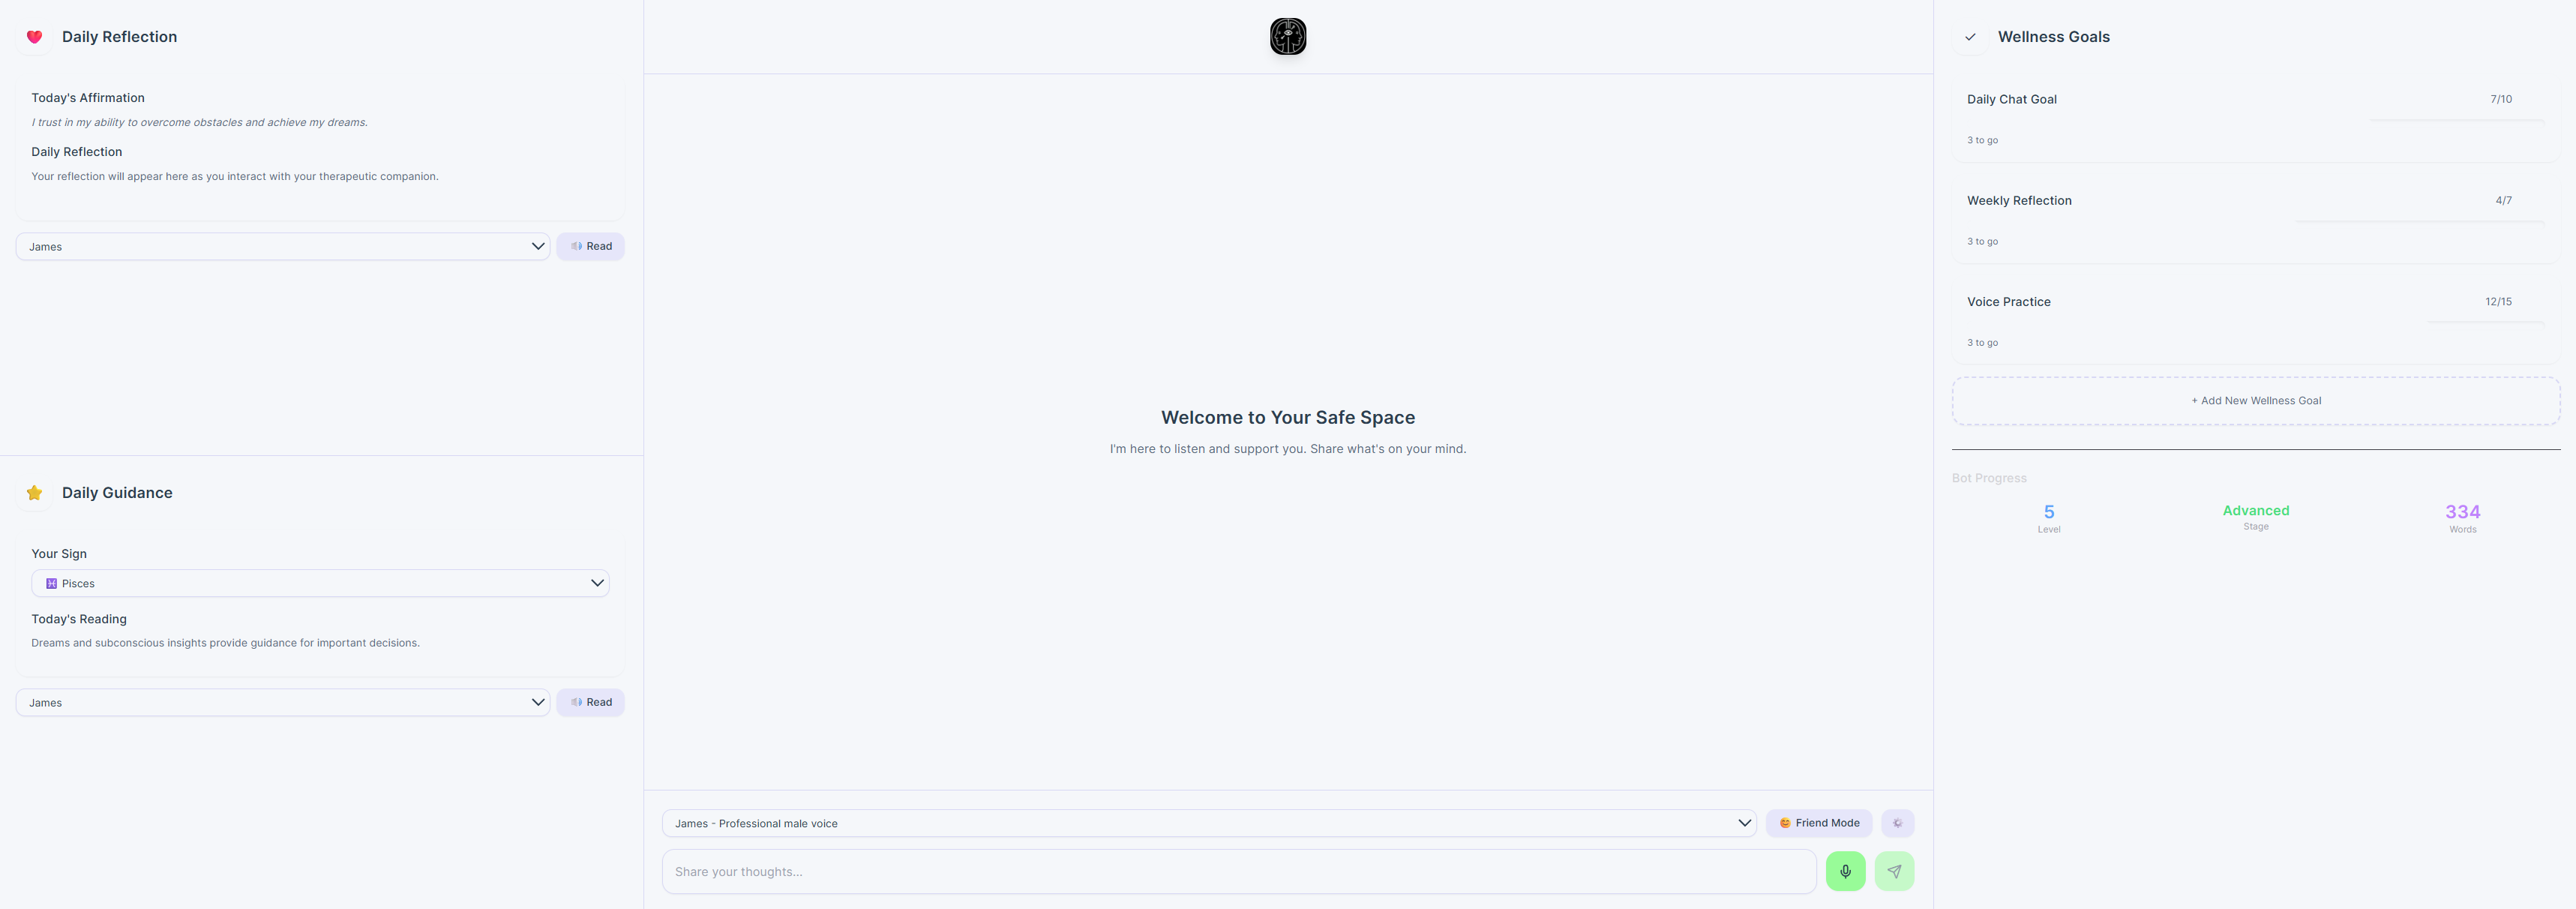 Daily Reflection
Today's Affirmation
I trust in my ability to overcome obstacles and achieve my dreams.
Daily Reflection
Your reflection will appear here as you interact with your therapeutic companion.
James
Read
Daily Guidance
Your Sign
♓ Pisces
Today's Reading
Dreams and subconscious insights provide guidance for important decisions.
James
Read
Welcome to Your Safe Space
I'm here to listen and support you. Share what's on your mind.
James - Professional male voice
Friend Mode
Share your thoughts...
Wellness Goals
Daily Chat Goal
7/10
3 to go
Weekly Reflection
4/7
3 to go
Voice Practice
12/15
3 to go
+ Add New Wellness Goal
Bot Progress
5
Level
Advanced
Stage
334
Words